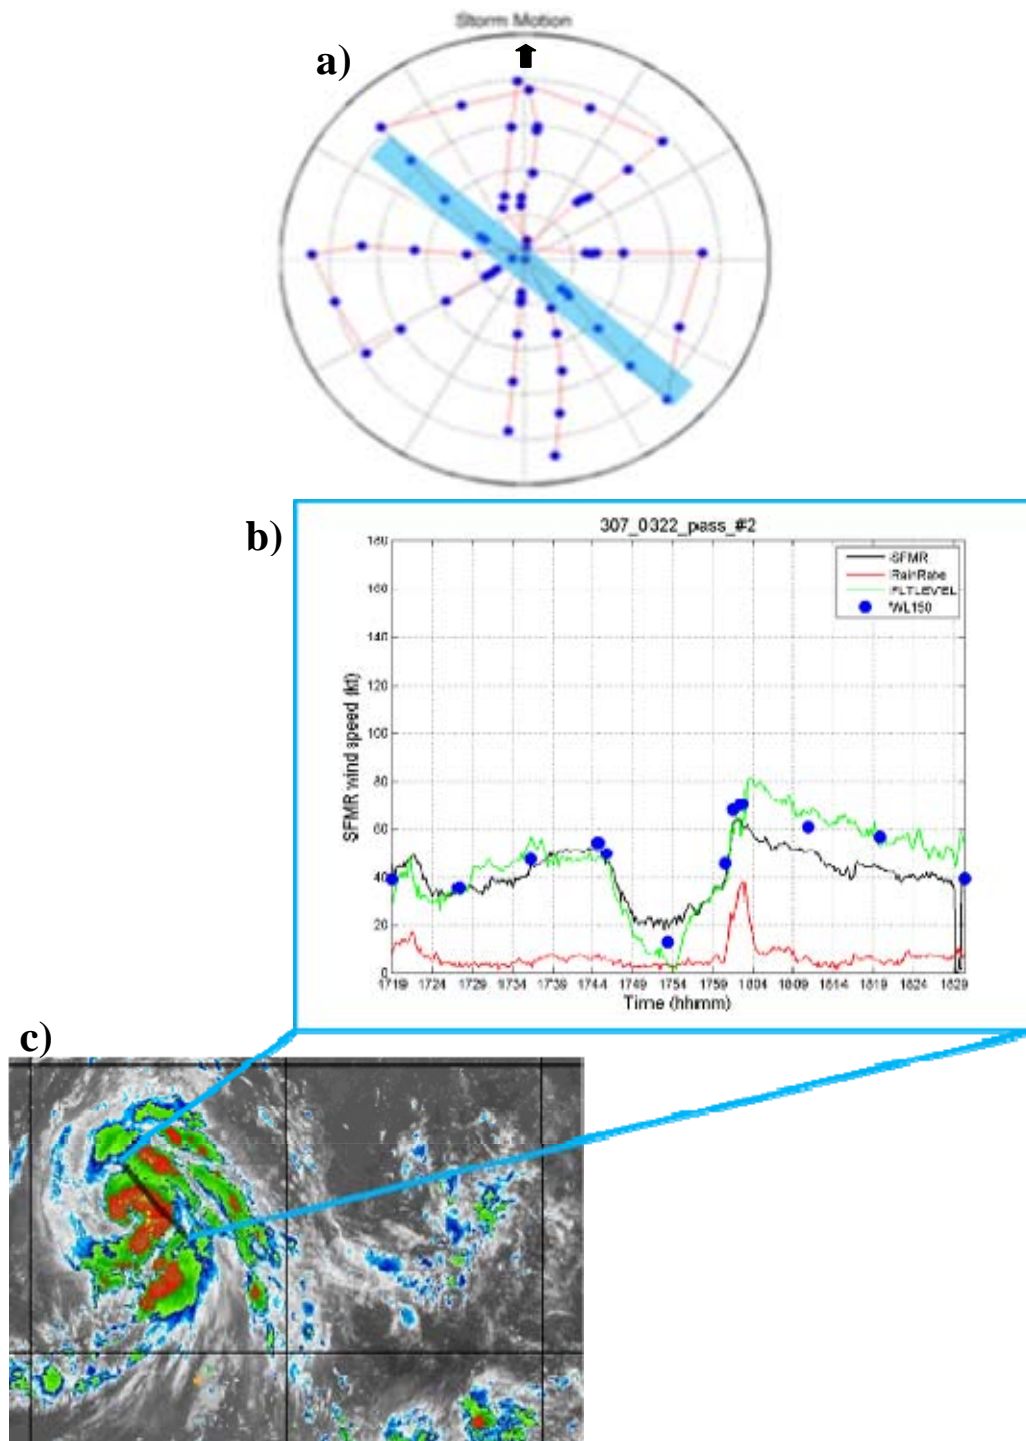 Storm Motion
a)
b)
307_0322_pass_#2
180
160
140
120
100
80
60
40
20
0
SFMR wind speed (kt)
SFMR
RainRate
FLTLEVEL
WL150
1719 1724 1729 1734 1739 1744 1749 1754 1759 1804 1809 1814 1819 1824 1829
Time (hhmm)
c)